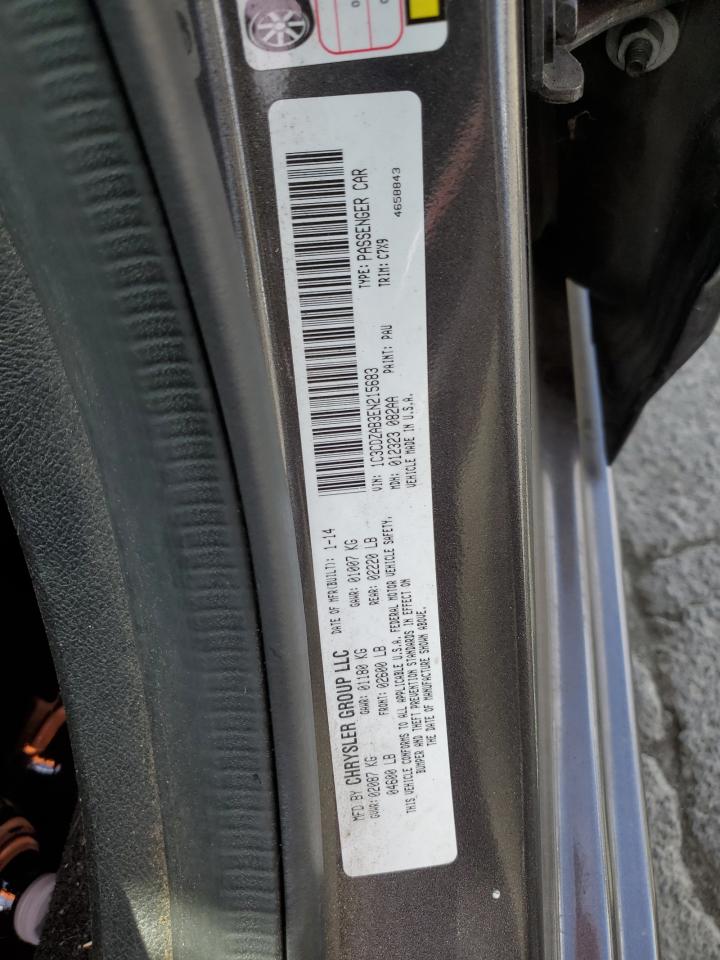 MFD BY CHRYSLER GROUP LLC DATE OF MFR(BUILT): 1-14
GVWR: 02087 KG GAWR: 01180 KG GAWR: 01007 KG
04600 LB FRONT: 02600 LB REAR: 02220 LB
THIS VEHICLE CONFORMS TO ALL APPLICABLE U.S.A. FEDERAL MOTOR VEHICLE SAFETY,
BUMPER AND THEFT PREVENTION STANDARDS IN EFFECT ON
THE DATE OF MANUFACTURE SHOWN ABOVE.
VIN: 1C3CDZAB3EN215683 TYPE: PASSENGER CAR
MDH: 012323 082AA PAINT: PAU TRIM: C7X9
VEHICLE MADE IN U.S.A. 4658843